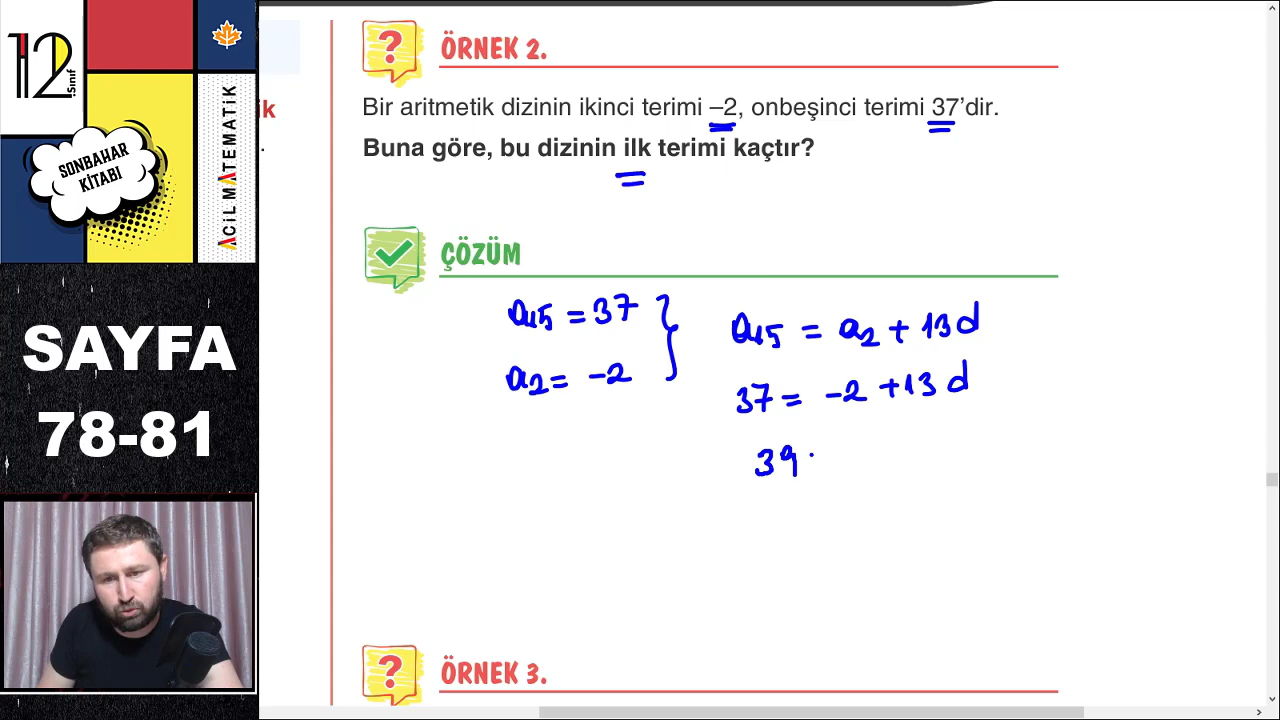 12
.Sınıf
SONBAHAR
KİTABI
ACİLMATEMATİK
SAYFA
78-81
k
.
?
ÖRNEK 2.
Bir aritmetik dizinin ikinci terimi –2, onbeşinci terimi 37’dir.
Buna göre, bu dizinin ilk terimi kaçtır?
ÇÖZÜM
a15 = 37
a2 = -2
a15 = a2 + 13d
37 = -2 + 13d
39
?
ÖRNEK 3.